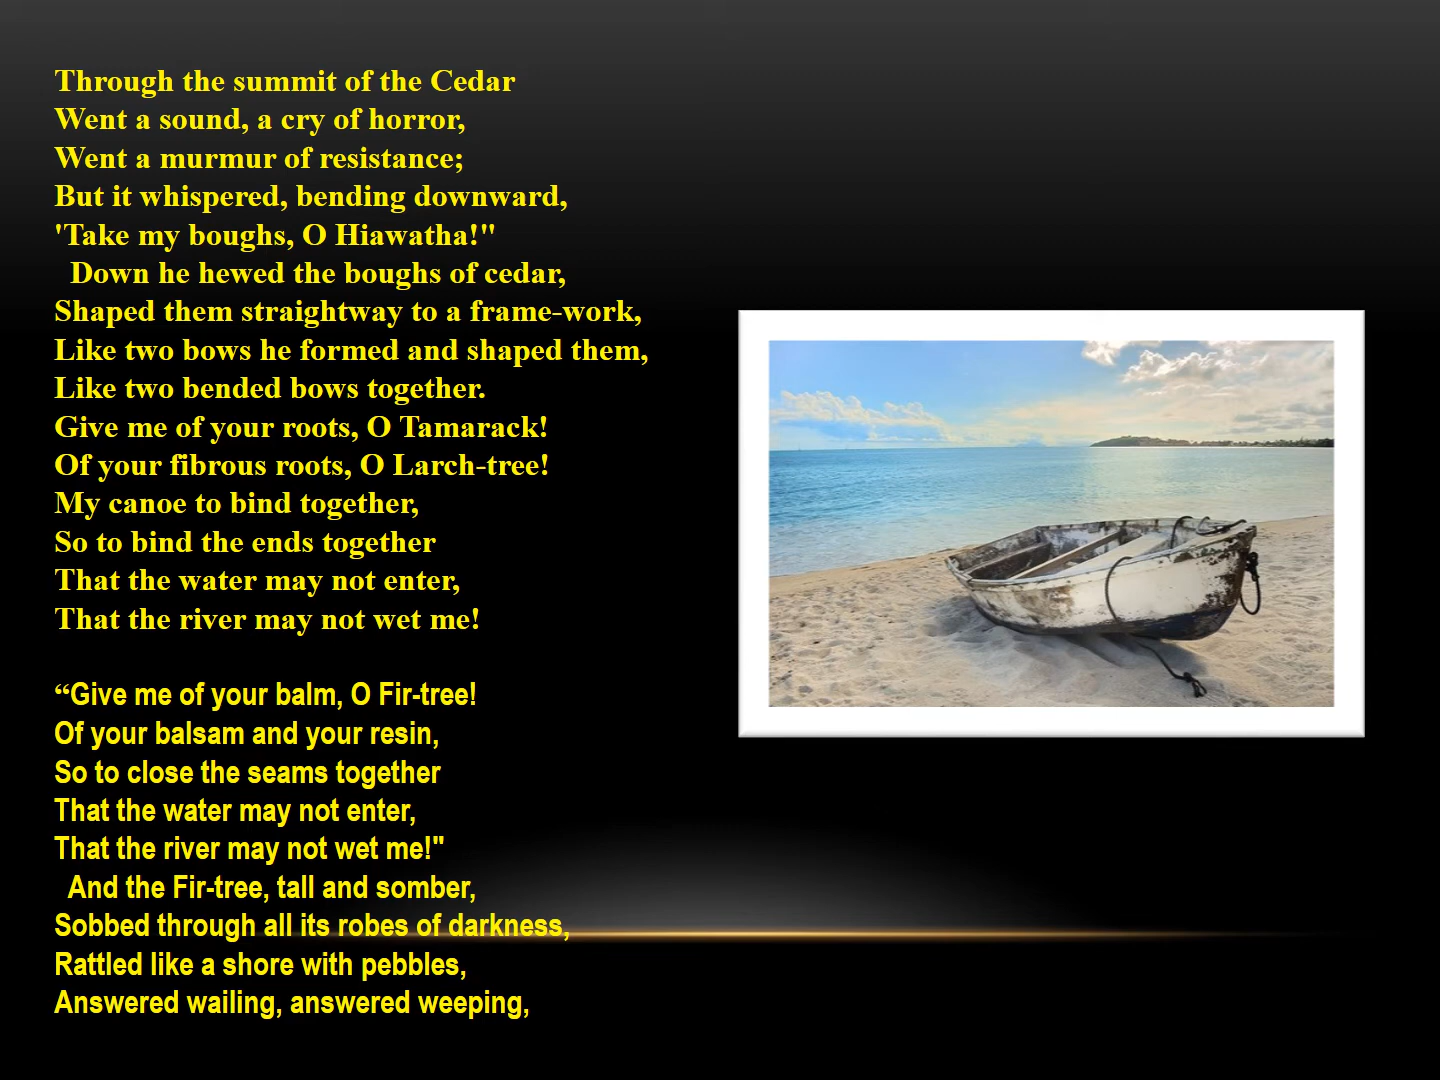 Through the summit of the Cedar
Went a sound, a cry of horror,
Went a murmur of resistance;
But it whispered, bending downward,
'Take my boughs, O Hiawatha!"
Down he hewed the boughs of cedar,
Shaped them straightway to a frame-work,
Like two bows he formed and shaped them,
Like two bended bows together.
Give me of your roots, O Tamarack!
Of your fibrous roots, O Larch-tree!
My canoe to bind together,
So to bind the ends together
That the water may not enter,
That the river may not wet me!
“Give me of your balm, O Fir-tree!
Of your balsam and your resin,
So to close the seams together
That the water may not enter,
That the river may not wet me!"
And the Fir-tree, tall and somber,
Sobbed through all its robes of darkness,
Rattled like a shore with pebbles,
Answered wailing, answered weeping,